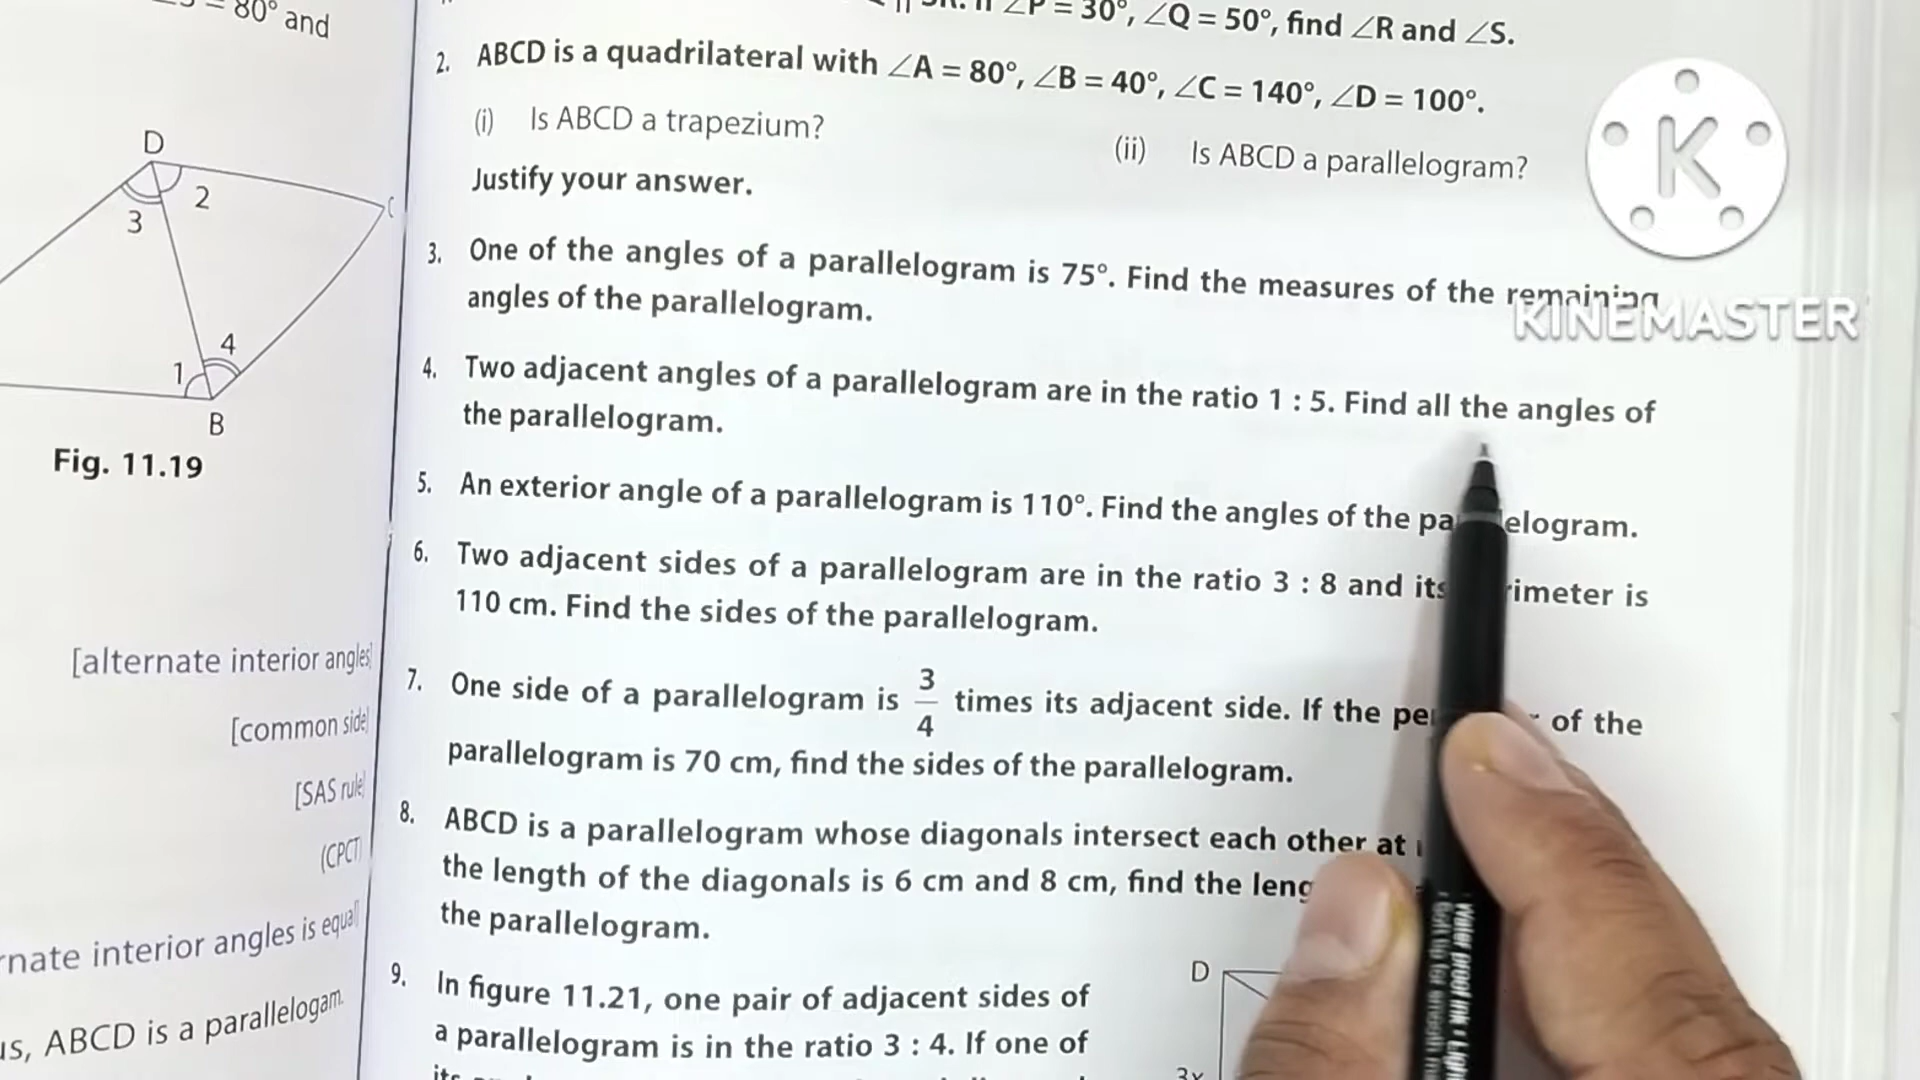 = 80° and
∠P = 30°, ∠Q = 50°, find ∠R and ∠S.
2. ABCD is a quadrilateral with ∠A = 80°, ∠B = 40°, ∠C = 140°, ∠D = 100°.
(i) Is ABCD a trapezium? (ii) Is ABCD a parallelogram?
Justify your answer.
3. One of the angles of a parallelogram is 75°. Find the measures of the remaining
angles of the parallelogram.
4. Two adjacent angles of a parallelogram are in the ratio 1 : 5. Find all the angles of
the parallelogram.
5. An exterior angle of a parallelogram is 110°. Find the angles of the pa elogram.
6. Two adjacent sides of a parallelogram are in the ratio 3 : 8 and its imeter is
110 cm. Find the sides of the parallelogram.
7. One side of a parallelogram is 3/4 times its adjacent side. If the pe of the
parallelogram is 70 cm, find the sides of the parallelogram.
8. ABCD is a parallelogram whose diagonals intersect each other at
the length of the diagonals is 6 cm and 8 cm, find the leng
the parallelogram.
9. In figure 11.21, one pair of adjacent sides of
a parallelogram is in the ratio 3 : 4. If one of
D
3x
D
2
3
4
1
B
Fig. 11.19
[alternate interior angles]
[common side]
[SAS rule]
(CPCT)
rnate interior angles is equal
us, ABCD is a parallelogam.
K
KINEMASTER
Water proof ink